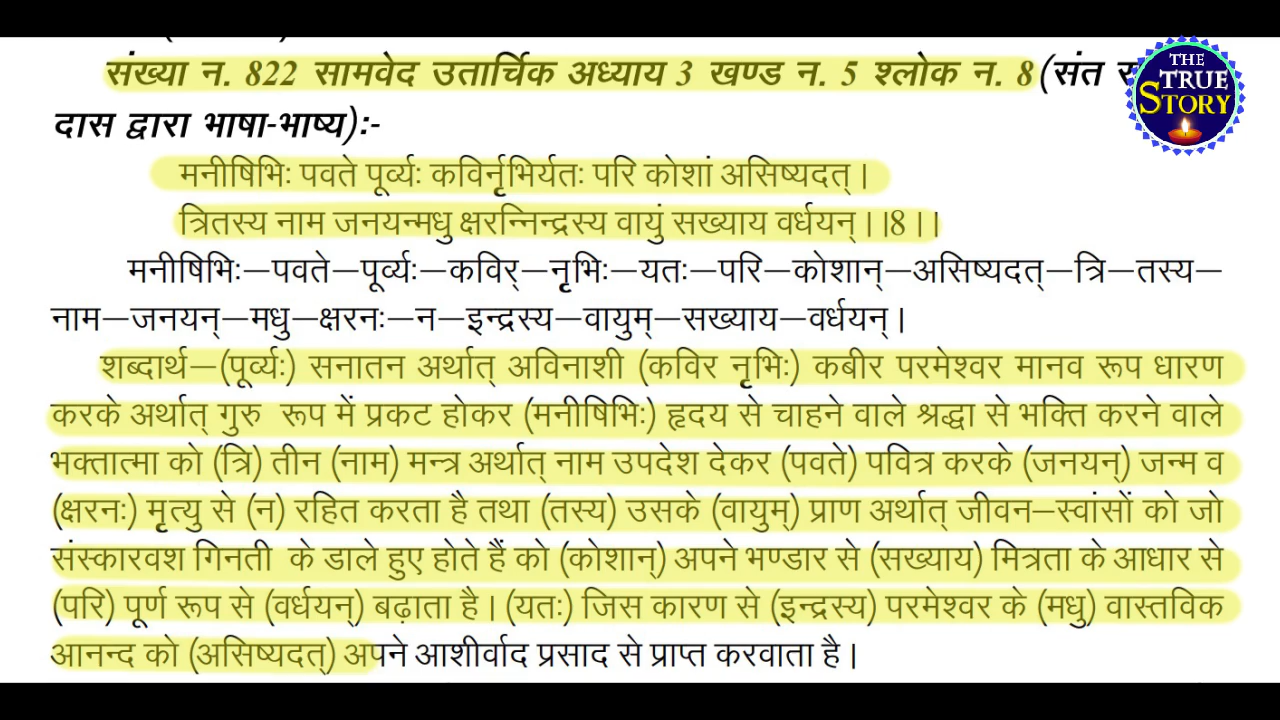 संख्या न. 822 सामवेद उतार्चिक अध्याय 3 खण्ड न. 5 श्लोक न. 8 (संत
THE TRUE STORY
दास द्वारा भाषा-भाष्य):-
मनीषिभिः पवते पूर्व्यः कविर्नृभिर्यतः परि कोशां असिष्यदत्।
त्रितस्य नाम जनयन्मधु क्षरन्निन्द्रस्य वायुं सख्याय वर्धयन्।।8।।
मनीषिभिः–पवते–पूर्व्यः–कविर्–नृभिः–यतः–परि–कोशान्–असिष्यदत्–त्रि–तस्य–
नाम–जनयन्–मधु–क्षरनः–न–इन्द्रस्य–वायुम्–सख्याय–वर्धयन्।
शब्दार्थ–(पूर्व्यः) सनातन अर्थात् अविनाशी (कविर नृभिः) कबीर परमेश्वर मानव रूप धारण
करके अर्थात् गुरु रूप में प्रकट होकर (मनीषिभिः) हृदय से चाहने वाले श्रद्धा से भक्ति करने वाले
भक्तात्मा को (त्रि) तीन (नाम) मन्त्र अर्थात् नाम उपदेश देकर (पवते) पवित्र करके (जनयन्) जन्म व
(क्षरनः) मृत्यु से (न) रहित करता है तथा (तस्य) उसके (वायुम्) प्राण अर्थात् जीवन–स्वांसों को जो
संस्कारवश गिनती के डाले हुए होते हैं को (कोशान्) अपने भण्डार से (सख्याय) मित्रता के आधार से
(परि) पूर्ण रूप से (वर्धयन्) बढ़ाता है। (यतः) जिस कारण से (इन्द्रस्य) परमेश्वर के (मधु) वास्तविक
आनन्द को (असिष्यदत्) अपने आशीर्वाद प्रसाद से प्राप्त करवाता है।